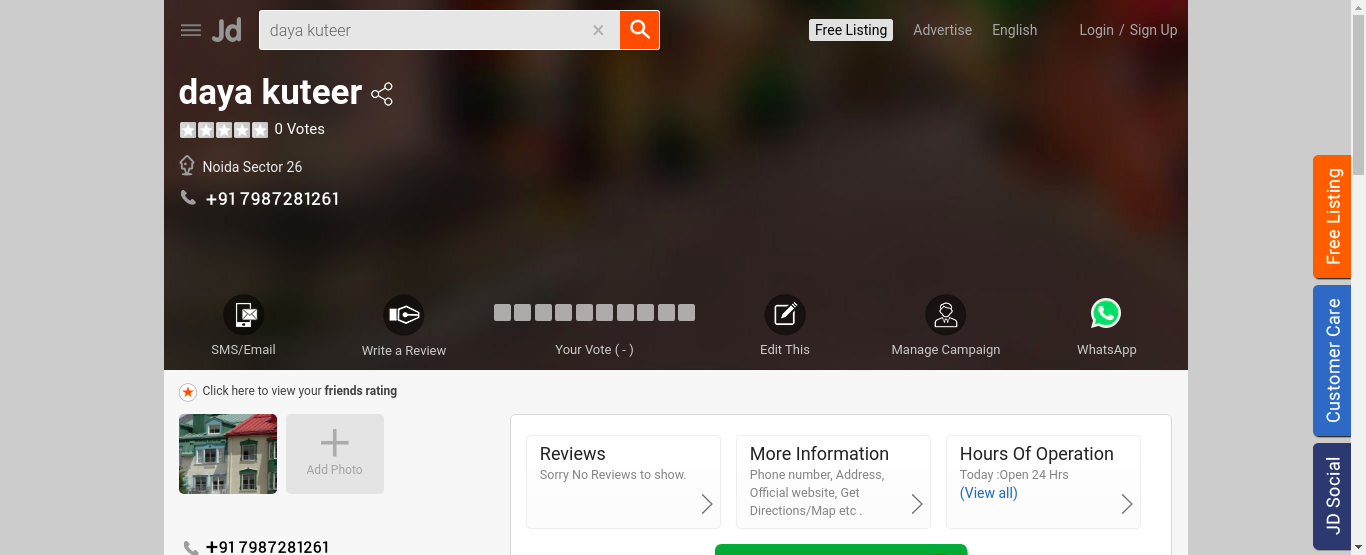 Jd
daya kuteer
Free Listing
Advertise
English
Login / Sign Up
daya kuteer
0 Votes
Noida Sector 26
+91 7987281261
SMS/Email
Write a Review
Your Vote ( - )
Edit This
Manage Campaign
WhatsApp
Click here to view your friends rating
Add Photo
Reviews
Sorry No Reviews to show.
More Information
Phone number, Address,
Official website, Get
Directions/Map etc .
Hours Of Operation
Today :Open 24 Hrs
(View all)
+91 7987281261
Free Listing
Customer Care
JD Social